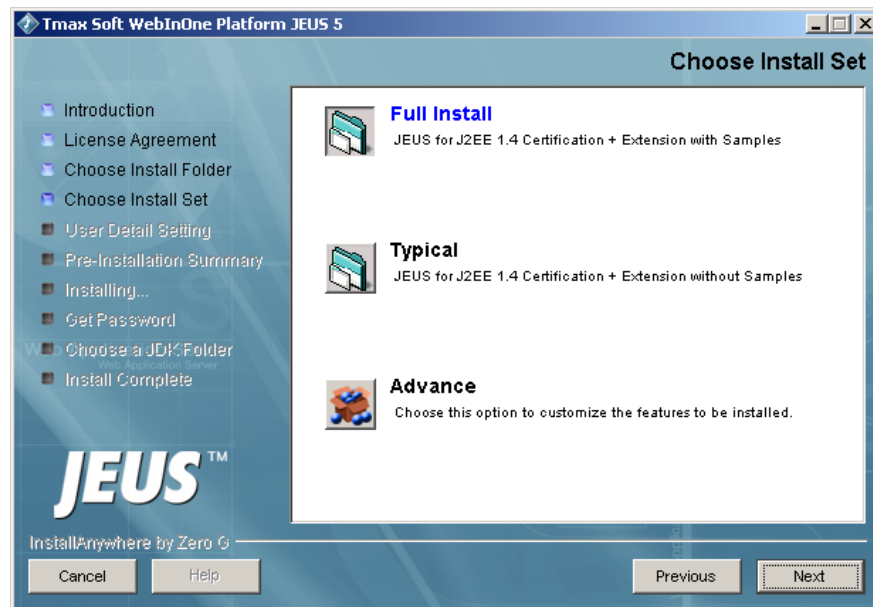 Tmax Soft WebInOne Platform JEUS 5
Choose Install Set
Introduction
License Agreement
Choose Install Folder
Choose Install Set
User Detail Setting
Pre-Installation Summary
Installing...
Get Password
Choose a JDK Folder
Web Application Server
Install Complete
Full Install
JEUS for J2EE 1.4 Certification + Extension with Samples
Typical
JEUS for J2EE 1.4 Certification + Extension without Samples
Advance
Choose this option to customize the features to be installed.
JEUS™
InstallAnywhere by Zero G
Cancel
Help
Previous
Next